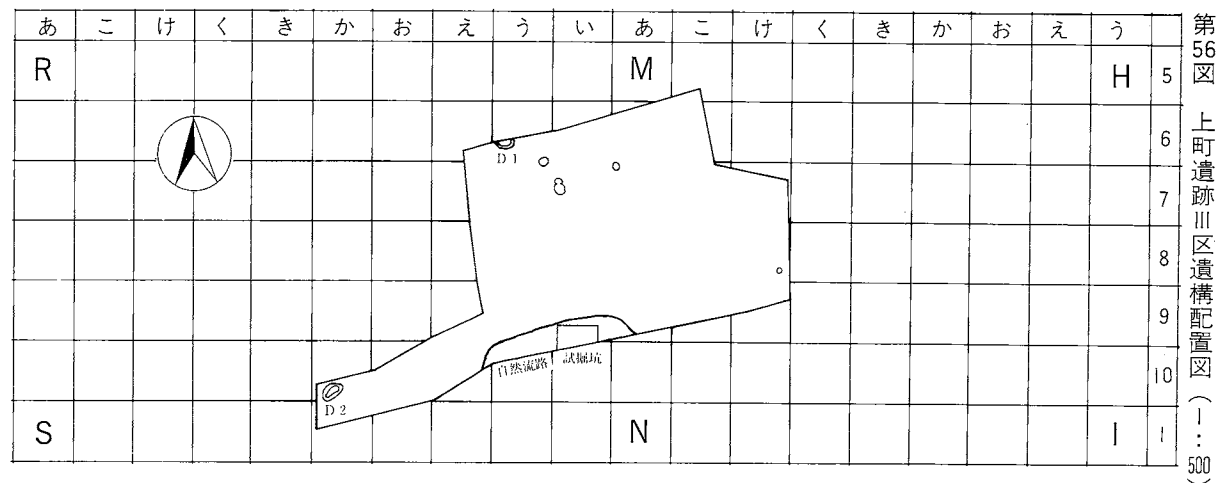 第56図　上町遺跡Ⅲ区遺構配置図（1：500）
あ こ け く き か お え う い あ こ け く き か お え う
R M H 5
6
D1
7
8
9
自然流路 試掘坑
10
D2
S N I 1